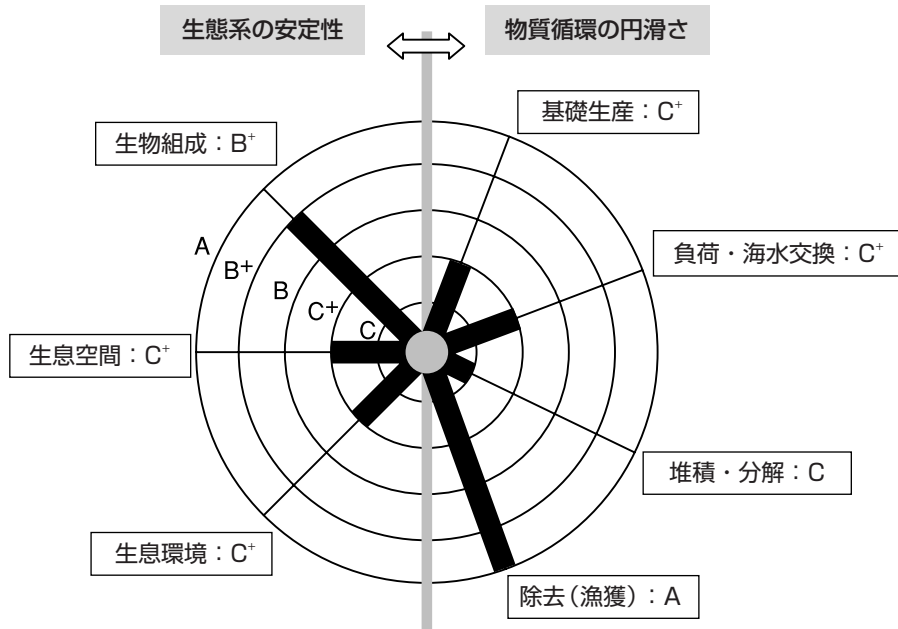 生態系の安定性
物質循環の円滑さ
基礎生産：C⁺
生物組成：B⁺
A
B⁺
B
C⁺
C
負荷・海水交換：C⁺
生息空間：C⁺
堆積・分解：C
生息環境：C⁺
除去（漁獲）：A